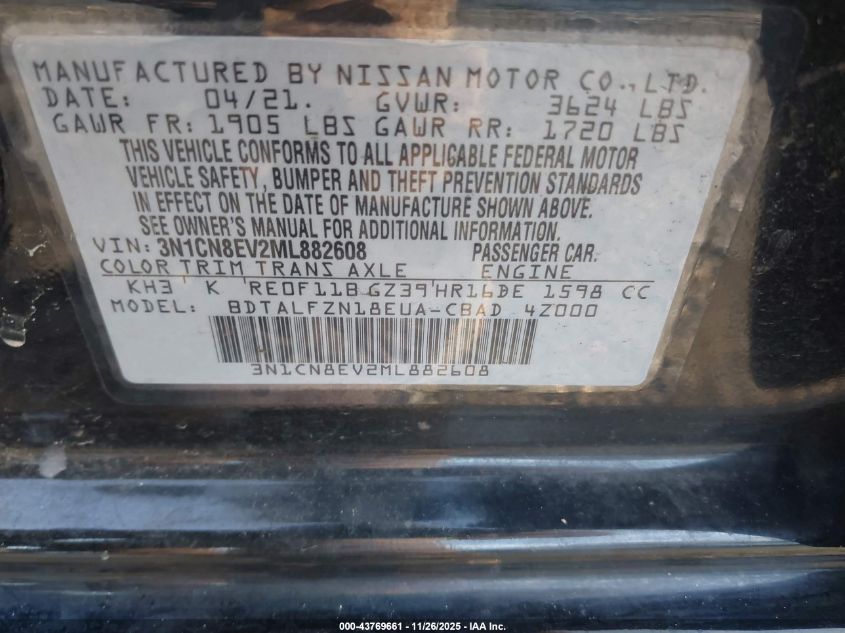 MANUFACTURED BY NISSAN MOTOR CO., LTD.
DATE: 04/21. GVWR: 3624 LBS
GAWR FR: 1905 LBS GAWR RR: 1720 LBS
THIS VEHICLE CONFORMS TO ALL APPLICABLE FEDERAL MOTOR
VEHICLE SAFETY, BUMPER AND THEFT PREVENTION STANDARDS
IN EFFECT ON THE DATE OF MANUFACTURE SHOWN ABOVE.
SEE OWNER'S MANUAL FOR ADDITIONAL INFORMATION.
VIN: 3N1CN8EV2ML882608 PASSENGER CAR.
COLOR TRIM TRANS AXLE ENGINE
KH3 K RE0F11B GZ39 HR16DE 1598 CC
MODEL: BDTALFZN18EUA-CBAD 4Z000
3N1CN8EV2ML882608
000-43769661 - 11/26/2025 - IAA Inc.